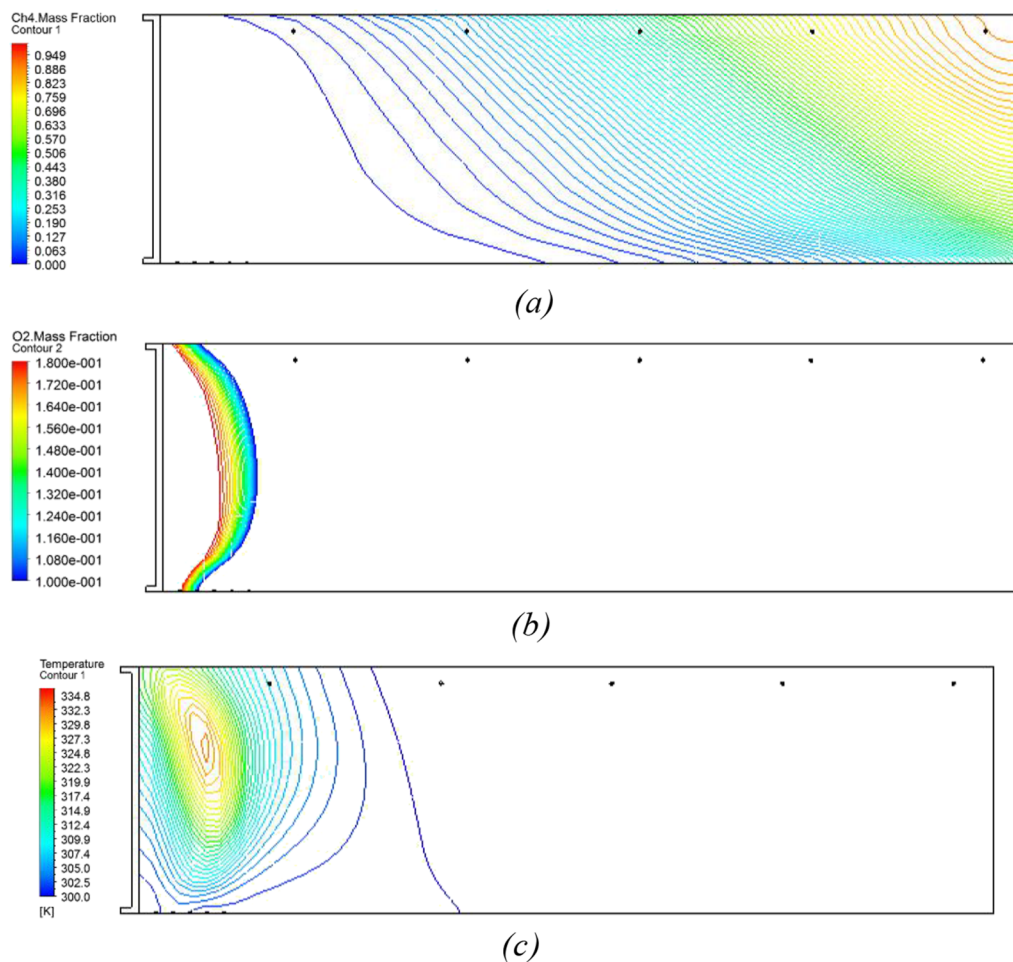 Ch4.Mass Fraction
Contour 1
0.949
0.886
0.823
0.759
0.696
0.633
0.570
0.506
0.443
0.380
0.316
0.253
0.190
0.127
0.063
0.000
(a)
O2.Mass Fraction
Contour 2
1.800e-001
1.720e-001
1.640e-001
1.560e-001
1.480e-001
1.400e-001
1.320e-001
1.240e-001
1.160e-001
1.080e-001
1.000e-001
(b)
Temperature
Contour 1
334.8
332.3
329.8
327.3
324.8
322.3
319.9
317.4
314.9
312.4
309.9
307.4
305.0
302.5
300.0
[K]
(c)